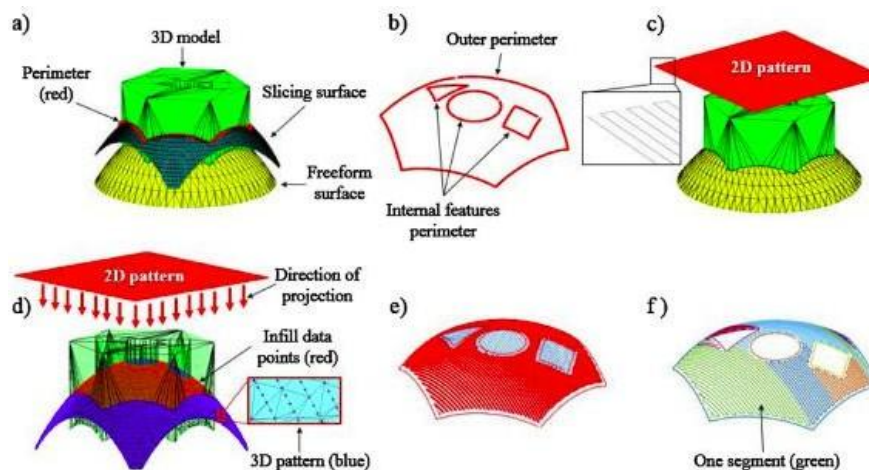 a)
3D model
Perimeter
(red)
Slicing surface
Freeform
surface
b)
Outer perimeter
Internal features
perimeter
c)
2D pattern
d)
2D pattern
Direction of
projection
Infill data
points (red)
3D pattern (blue)
e)
f)
One segment (green)